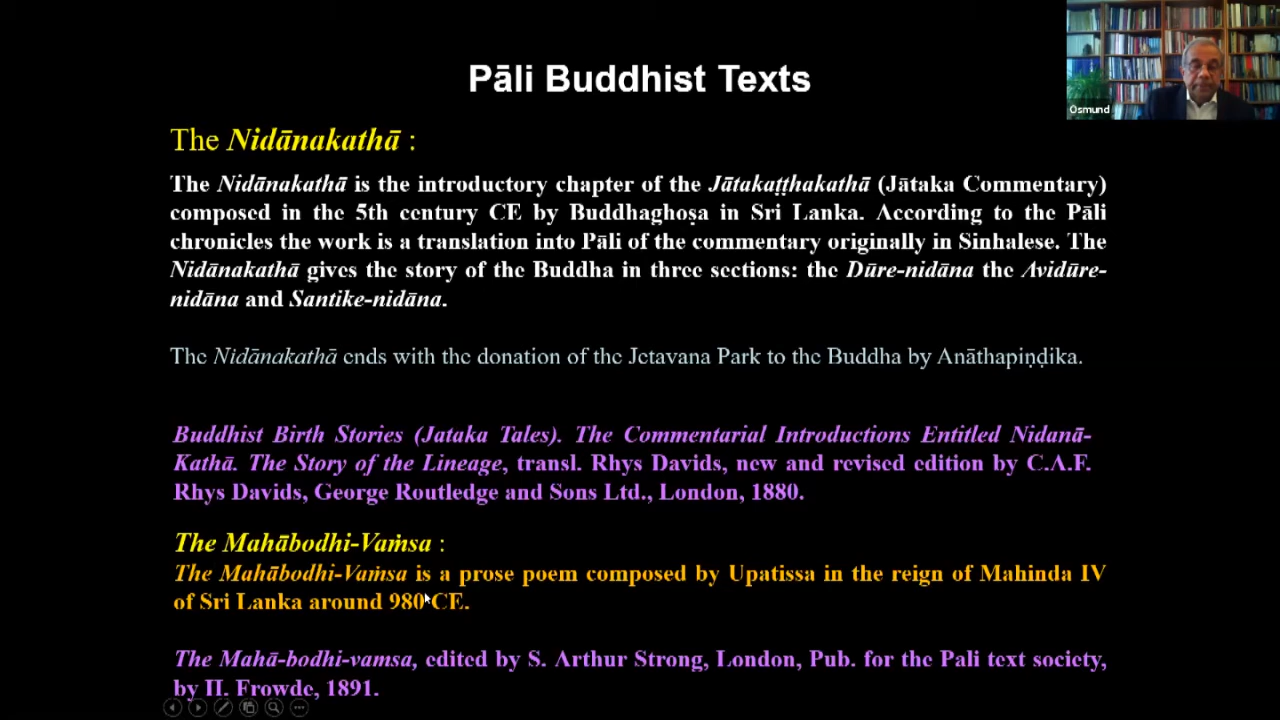 Pāli Buddhist Texts
Osmund
The Nidānakathā :
The Nidānakathā is the introductory chapter of the Jātakaṭṭhakathā (Jātaka Commentary)
composed in the 5th century CE by Buddhaghoṣa in Sri Lanka. According to the Pāli
chronicles the work is a translation into Pāli of the commentary originally in Sinhalese. The
Nidānakathā gives the story of the Buddha in three sections: the Dūre-nidāna the Avidūre-
nidāna and Santike-nidāna.
The Nidānakathā ends with the donation of the Jetavana Park to the Buddha by Anāthapiṇḍika.
Buddhist Birth Stories (Jataka Tales). The Commentarial Introductions Entitled Nidanā-
Kathā. The Story of the Lineage, transl. Rhys Davids, new and revised edition by C.A.F.
Rhys Davids, George Routledge and Sons Ltd., London, 1880.
The Mahābodhi-Vaṁsa :
The Mahābodhi-Vaṁsa is a prose poem composed by Upatissa in the reign of Mahinda IV
of Sri Lanka around 980 CE.
The Mahā-bodhi-vamsa, edited by S. Arthur Strong, London, Pub. for the Pali text society,
by H. Frowde, 1891.